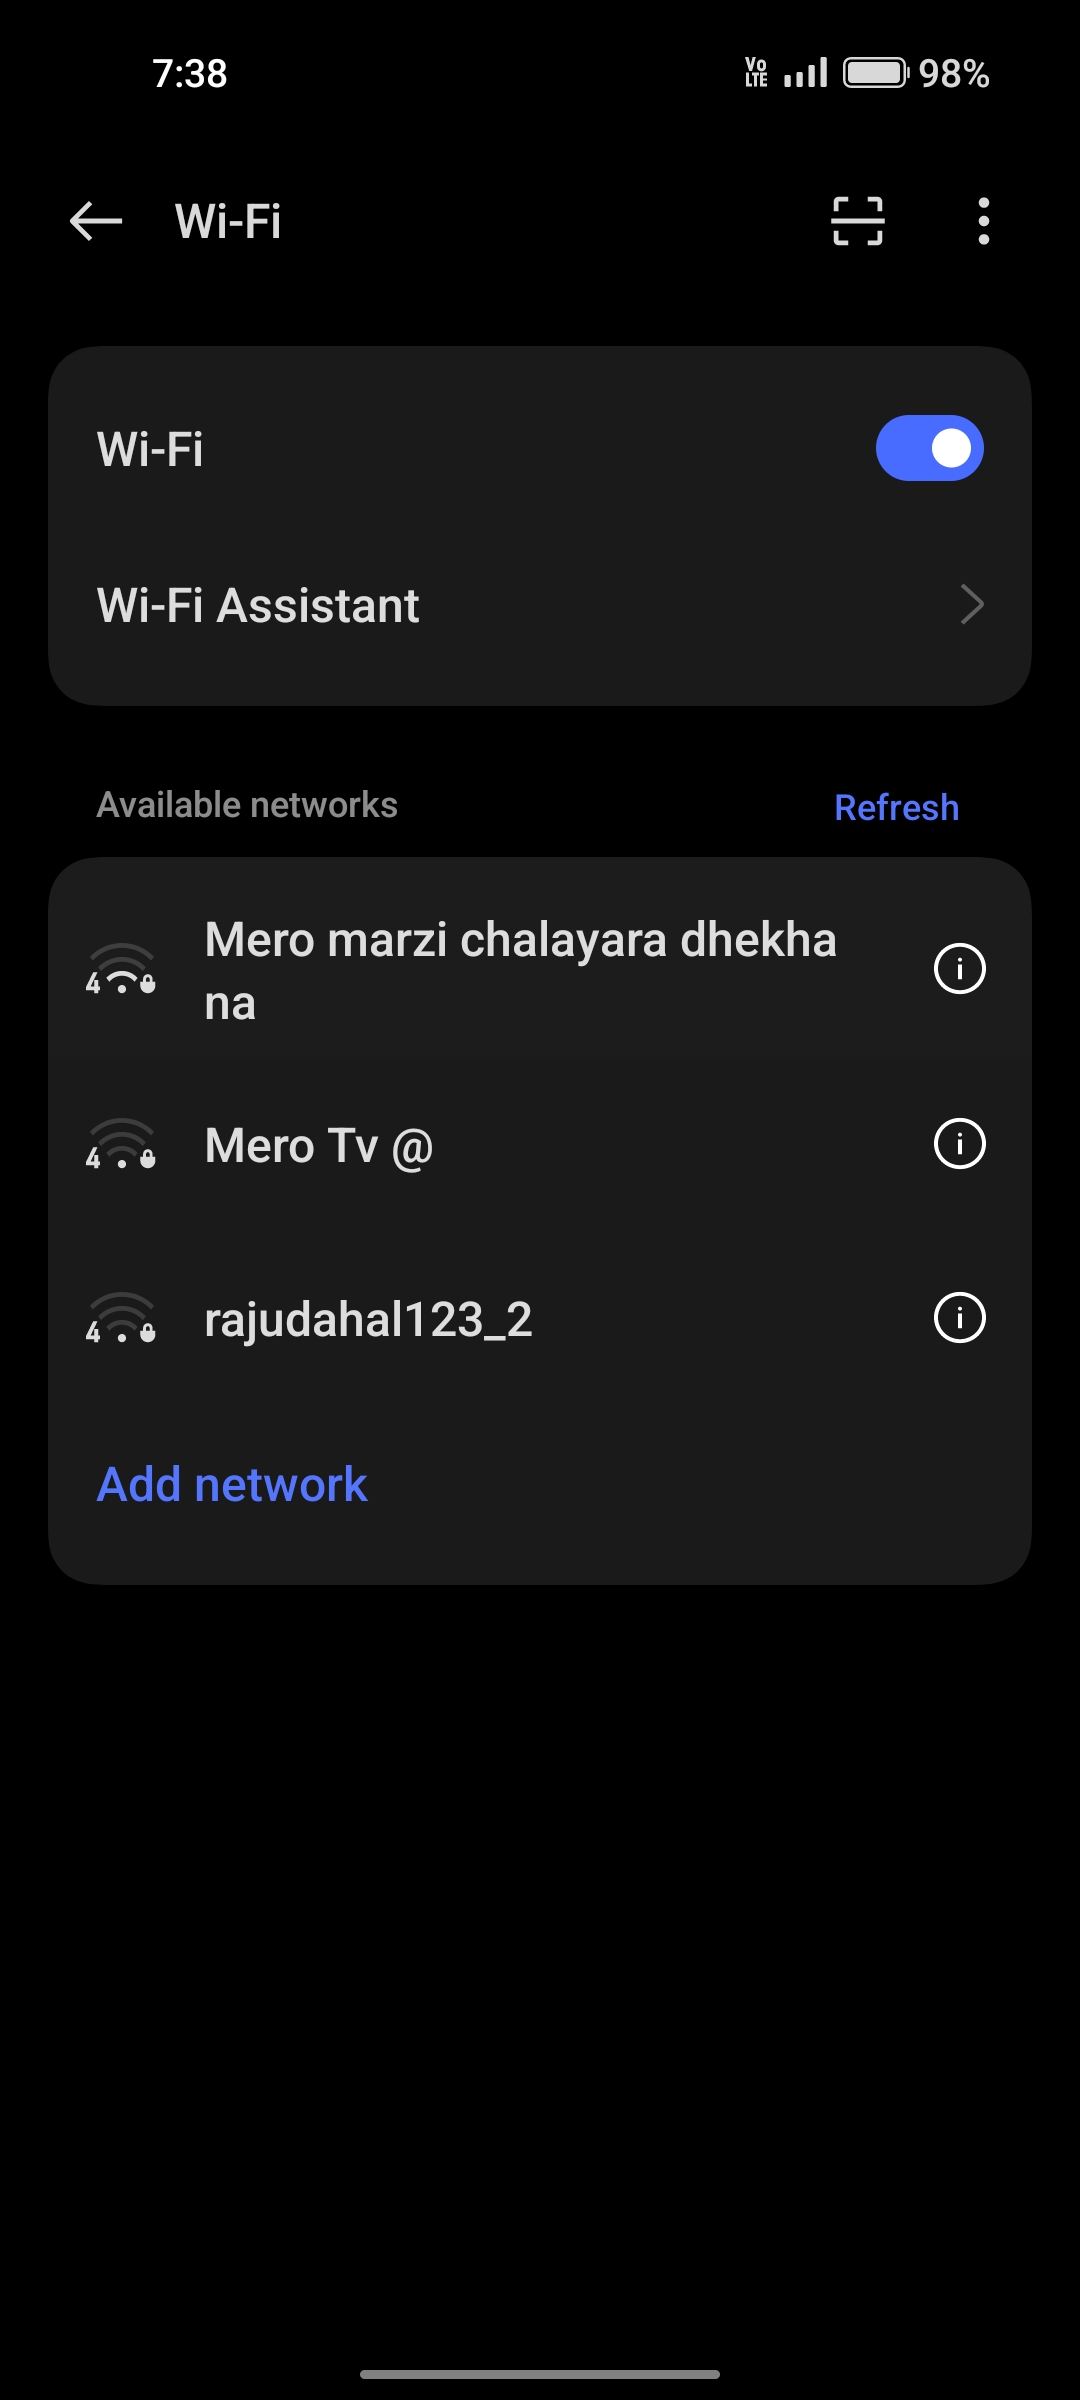 7:38
Vo LTE 98%
Wi-Fi
Wi-Fi
Wi-Fi Assistant
Available networks
Refresh
4
Mero marzi chalayara dhekha
na
4
Mero Tv @
4
rajudahal123_2
Add network